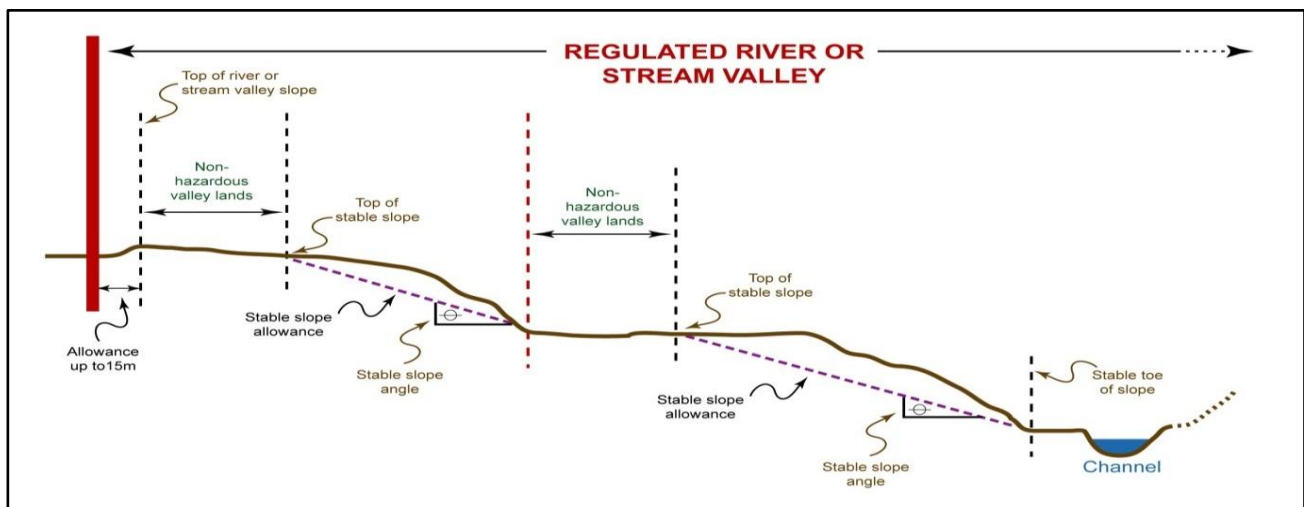 REGULATED RIVER OR
STREAM VALLEY
Top of river or
stream valley slope
Non-
hazardous
valley lands
Top of
stable slope
Non-
hazardous
valley lands
Top of
stable slope
Allowance
up to15m
Stable slope
allowance
Θ
Stable slope
angle
Stable slope
allowance
Θ
Stable slope
angle
Stable toe
of slope
Channel